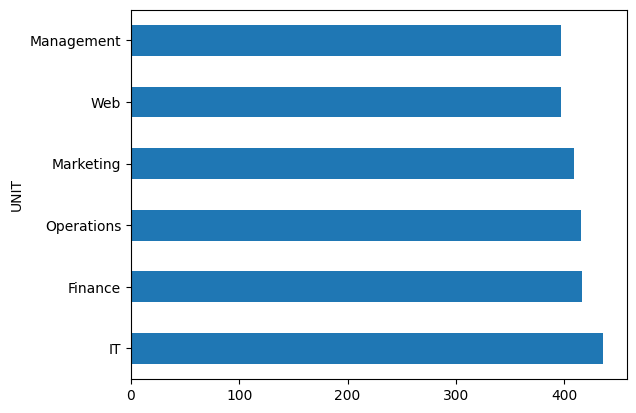 Management
Web
Marketing
Operations
Finance
IT
UNIT
0 100 200 300 400